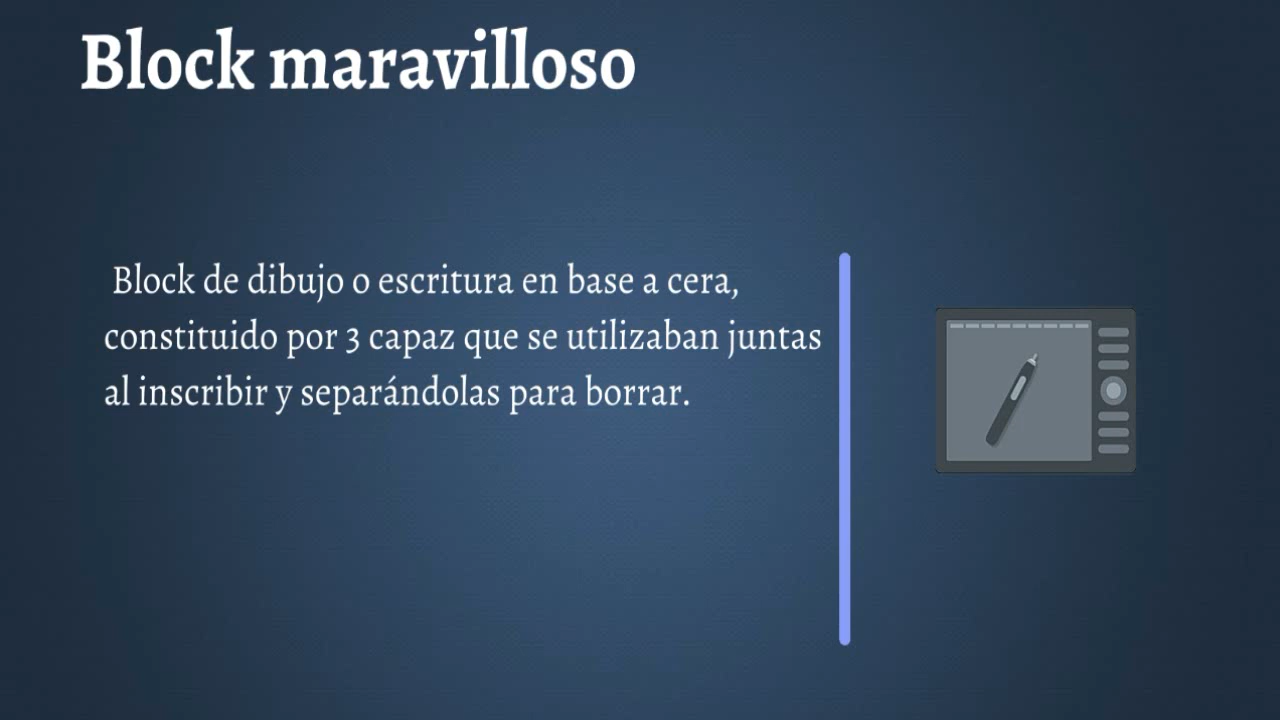 Block maravilloso
Block de dibujo o escritura en base a cera,
constituido por 3 capaz que se utilizaban juntas
al inscribir y separándolas para borrar.